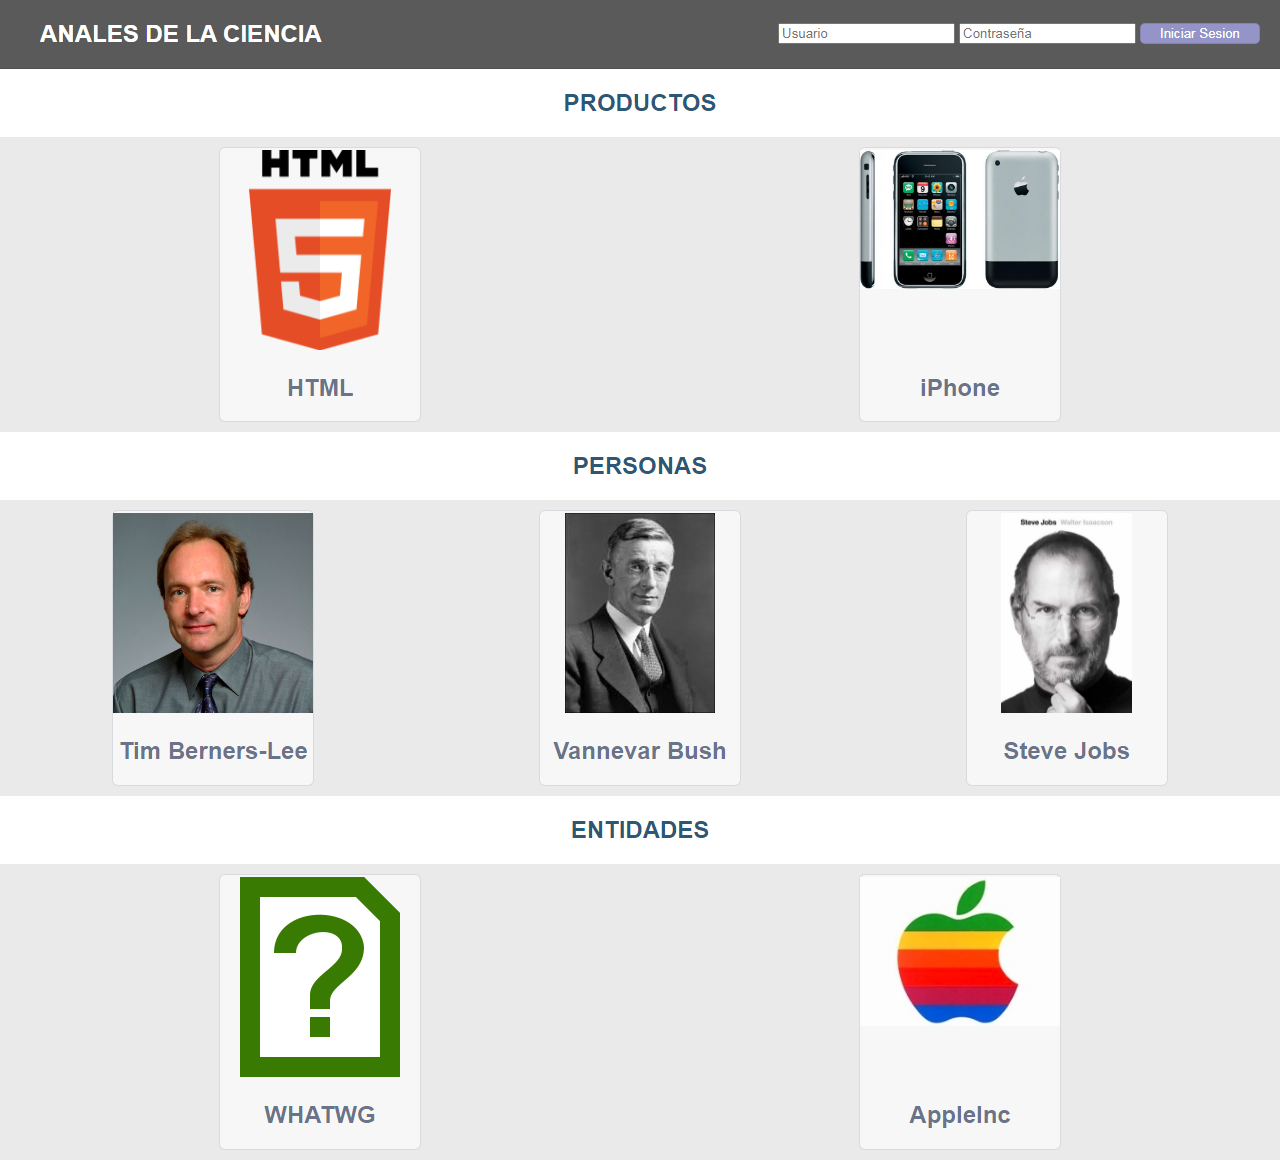 ANALES DE LA CIENCIA
Usuario Contraseña Iniciar Sesion
PRODUCTOS
HTML
5
HTML
iPhone
PERSONAS
Steve Jobs Walter Isaacson
Tim Berners-Lee
Vannevar Bush
Steve Jobs
ENTIDADES
?
WHATWG
AppleInc